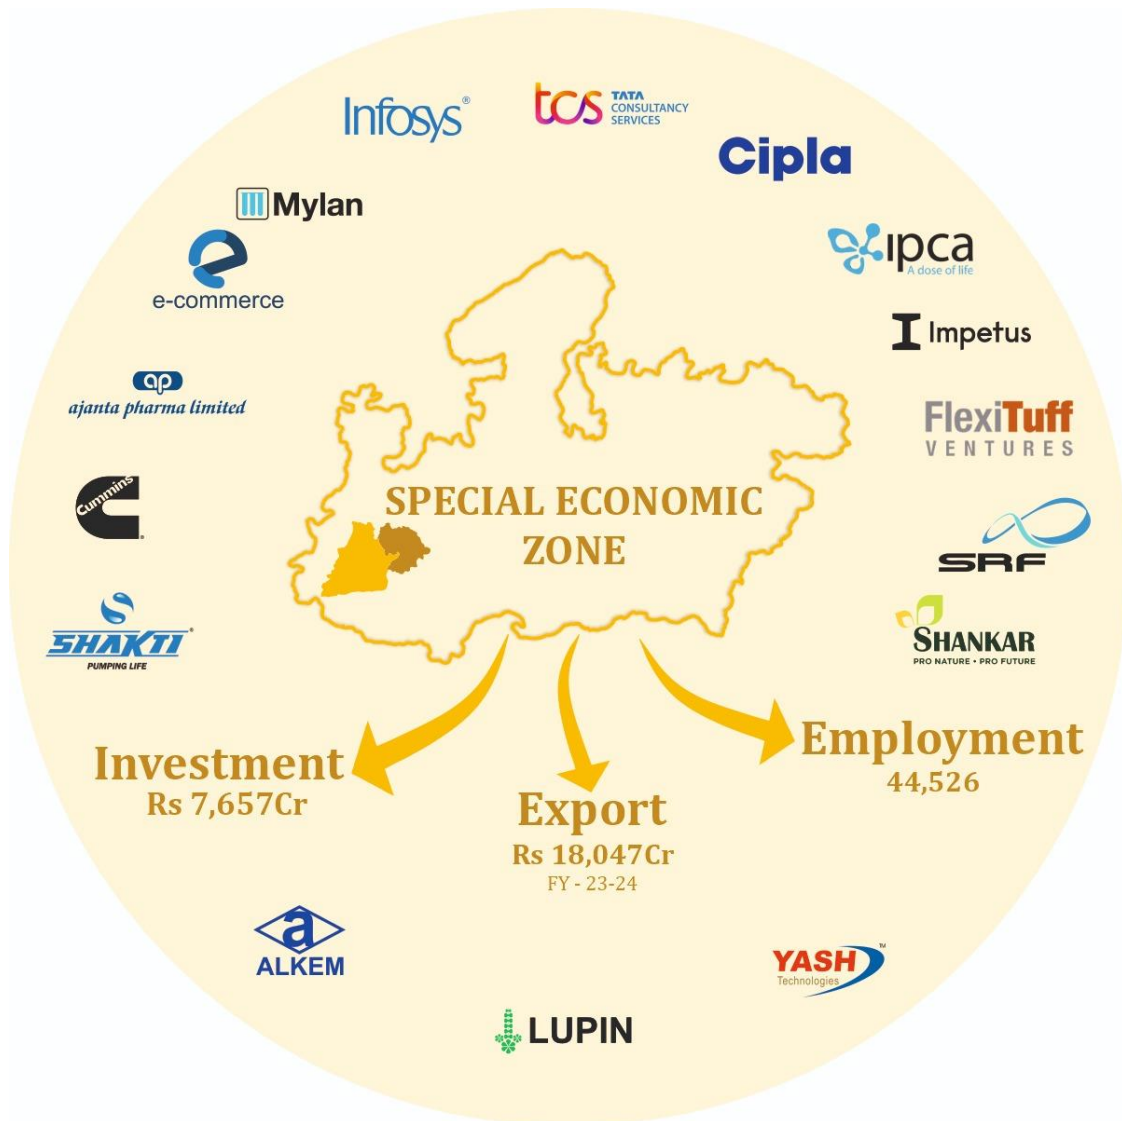 Infosys®
tcs TATA
CONSULTANCY
SERVICES
Cipla
Mylan
ipca
A dose of life
e-commerce
Impetus
ap
ajanta pharma limited
FlexiTuff
VENTURES
Cummins
SPECIAL ECONOMIC
ZONE
SRF
SHAKTI®
PUMPING LIFE
SHANKAR
PRO NATURE • PRO FUTURE
Investment
Rs 7,657Cr
Export
Rs 18,047Cr
FY - 23-24
Employment
44,526
a
ALKEM
YASH™
Technologies
LUPIN